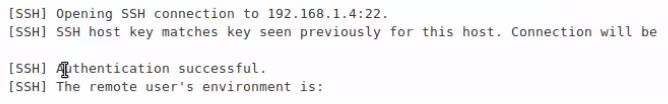 [SSH] Opening SSH connection to 192.168.1.4:22.
[SSH] SSH host key matches key seen previously for this host. Connection will be
[SSH] Authentication successful.
[SSH] The remote user's environment is: